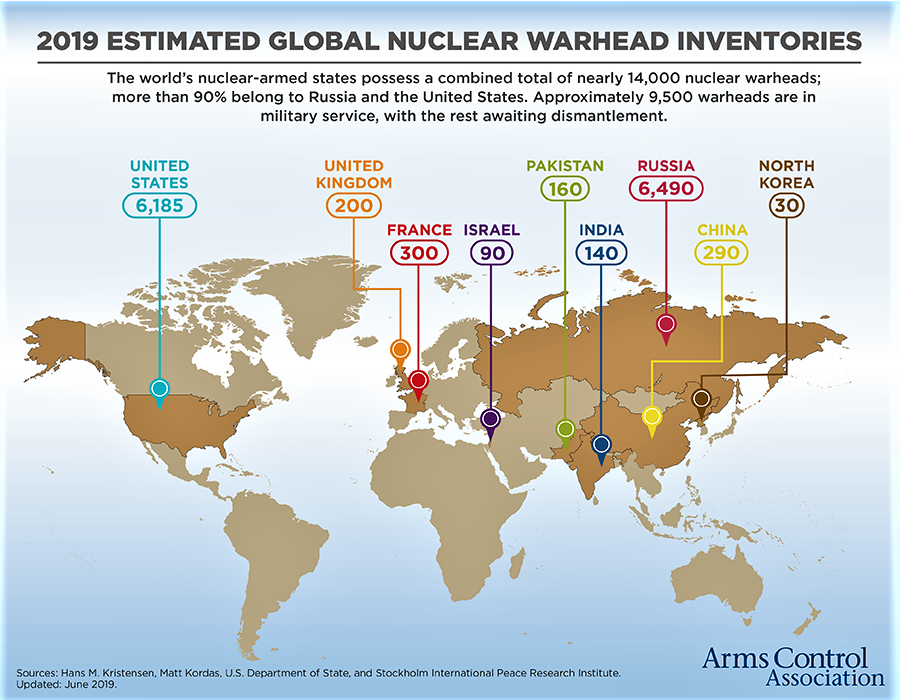 2019 ESTIMATED GLOBAL NUCLEAR WARHEAD INVENTORIES
The world's nuclear-armed states possess a combined total of nearly 14,000 nuclear warheads;
more than 90% belong to Russia and the United States. Approximately 9,500 warheads are in
military service, with the rest awaiting dismantlement.
UNITED
STATES
6,185
UNITED
KINGDOM
200
FRANCE
300
ISRAEL
90
PAKISTAN
160
INDIA
140
RUSSIA
6,490
CHINA
290
NORTH
KOREA
30
Sources: Hans M. Kristensen, Matt Kordas, U.S. Department of State, and Stockholm International Peace Research Institute.
Updated: June 2019.
Arms Control
Association